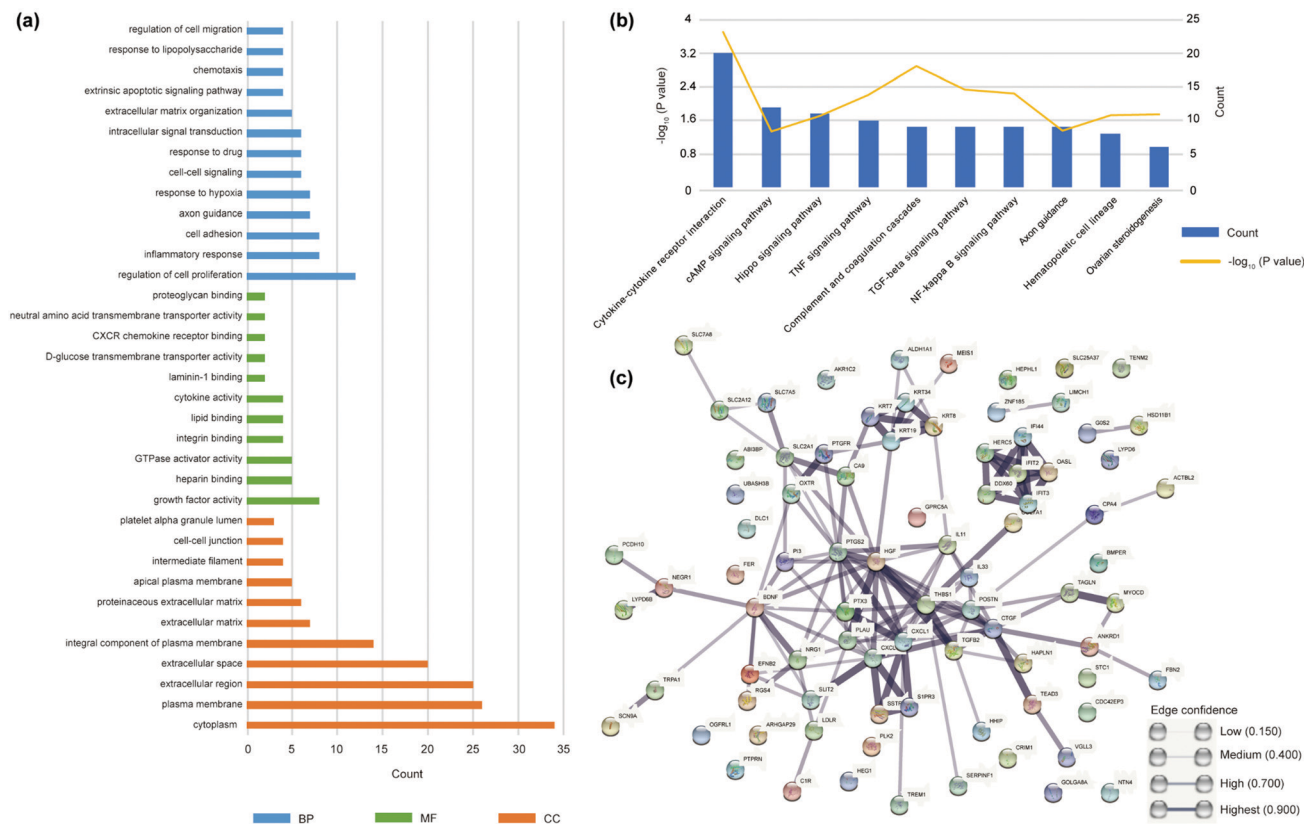 (a)
regulation of cell migration
response to lipopolysaccharide
chemotaxis
extrinsic apoptotic signaling pathway
extracellular matrix organization
intracellular signal transduction
response to drug
cell-cell signaling
response to hypoxia
axon guidance
cell adhesion
inflammatory response
regulation of cell proliferation
proteoglycan binding
neutral amino acid transmembrane transporter activity
CXCR chemokine receptor binding
D-glucose transmembrane transporter activity
laminin-1 binding
cytokine activity
lipid binding
integrin binding
GTPase activator activity
heparin binding
growth factor activity
platelet alpha granule lumen
cell-cell junction
intermediate filament
apical plasma membrane
proteinaceous extracellular matrix
extracellular matrix
integral component of plasma membrane
extracellular space
extracellular region
plasma membrane
cytoplasm
0 5 10 15 20 25 30 35
Count
BP MF CC
(b)
4
3.2
2.4
1.6
0.8
0
-log10 (P value)
25
20
15
10
5
0
Count
Cytokine-cytokine receptor interaction
cAMP signaling pathway
Hippo signaling pathway
TNF signaling pathway
Complement and coagulation cascades
TGF-beta signaling pathway
NF-kappa B signaling pathway
Axon guidance
Hematopoietic cell lineage
Ovarian steroidogenesis
Count
-log10 (P value)
(c)
SLC7A8
ALDH1A1
MEIS1
AKR1C2
HEPHL1
SLC25A37
TENM2
SLC2A12
SLC7A5
KRT7
KRT34
KRT8
KRT19
ZNF185
LIMCH1
G0S2
HSD11B1
LYPD6
ABI3BP
SLC2A1
PTGFR
CA9
OXTR
UBASH3B
DLC1
HERC5
IFI44
IFIT2
OASL
DDX60
IFIT3
ACTBL2
CPA4
GPRC5A
IL11
IL33
BMPER
PCDH10
NEGR1
LYPD6B
FER
PI3
PTGS2
HGF
BDNF
PTX3
PLAU
THBS1
POSTN
CTGF
TAGLN
MYOCD
NRG1
CXCL1
TGFB2
HAPLN1
ANKRD1
FBN2
STC1
TRPA1
SCN9A
EFNB2
RGS4
SLIT2
LDLR
S1PR3
TEAD3
CDC42EP3
OGFRL1
ARHGAP29
PLK2
HHIP
CRIM1
VGLL3
PTPRN
C1R
HEG1
TREM1
SERPINF1
GOLGA8A
NTN4
Edge confidence
Low (0.150)
Medium (0.400)
High (0.700)
Highest (0.900)